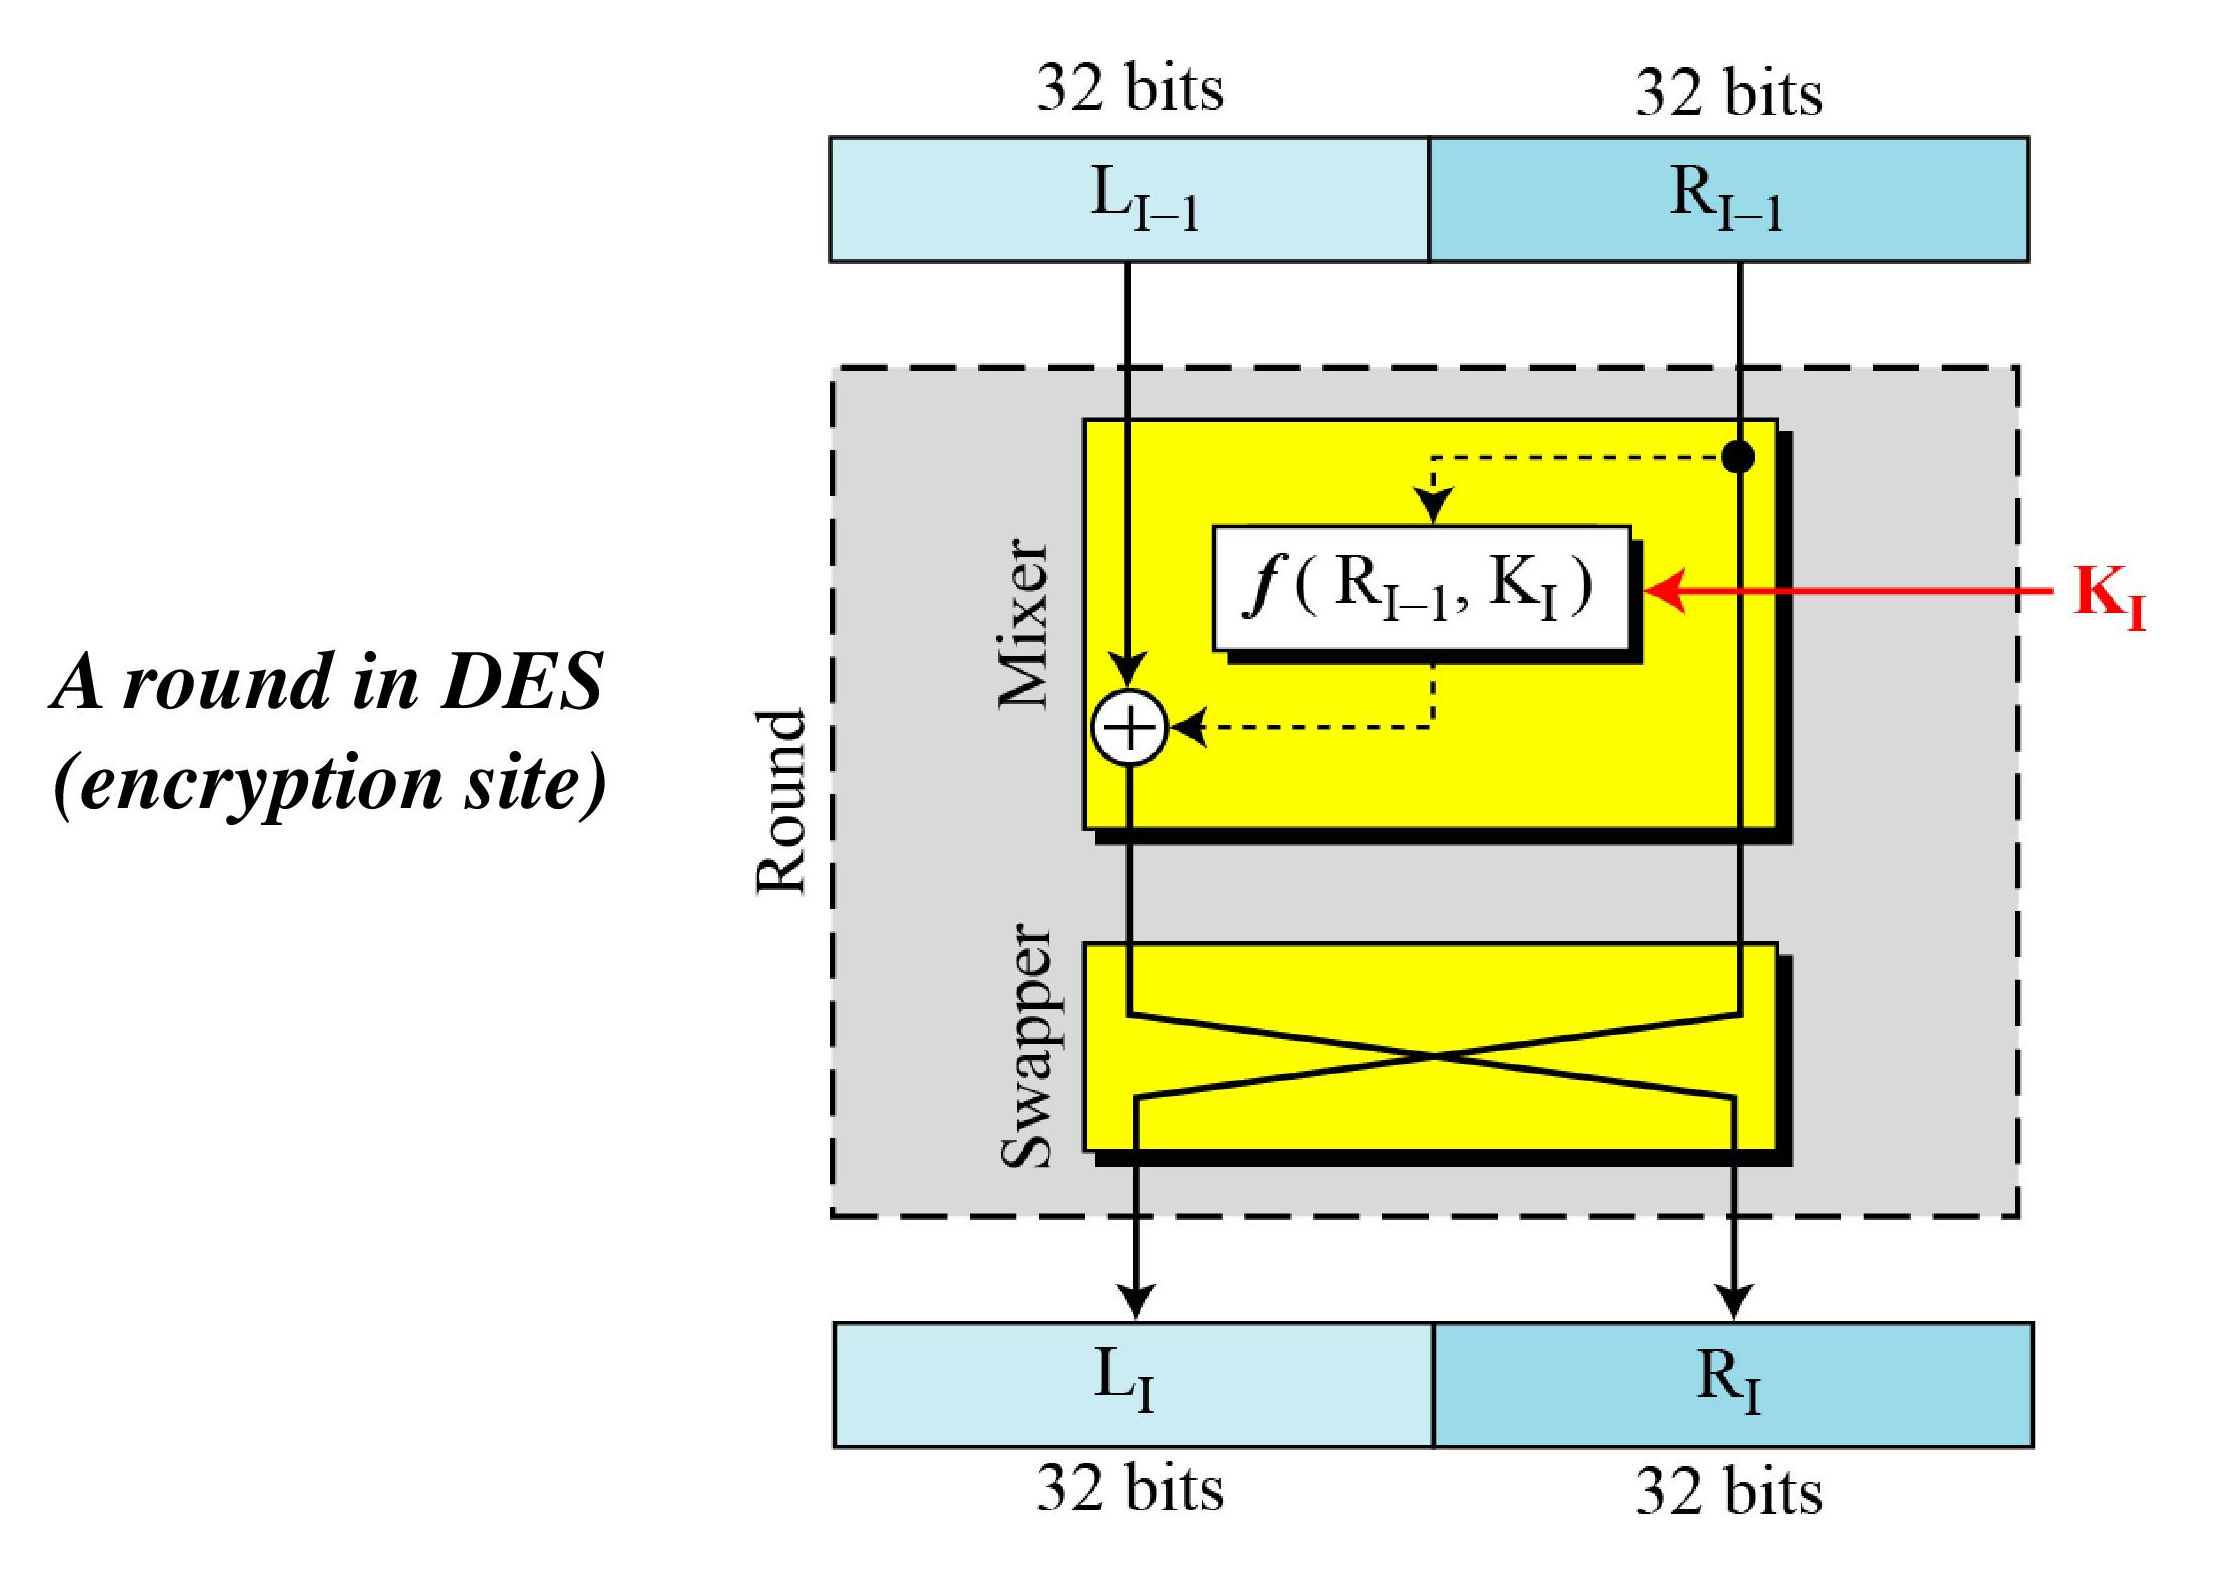 32 bits 32 bits
L_{I–1} R_{I–1}
f ( R_{I–1}, K_I )
K_I
Mixer
A round in DES
(encryption site)
Round
Swapper
L_I R_I
32 bits 32 bits